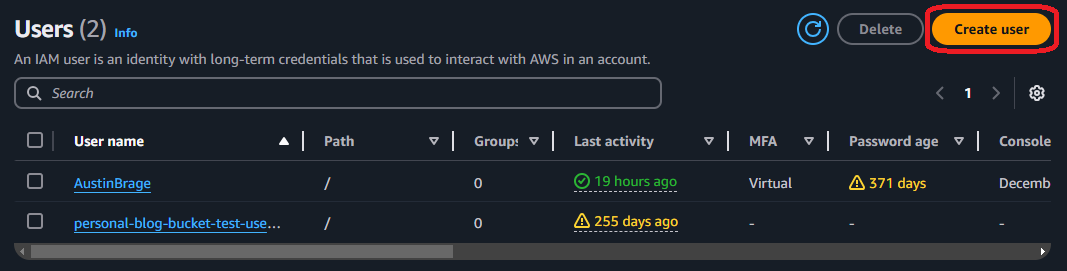 Users (2) Info
Delete
Create user
An IAM user is an identity with long-term credentials that is used to interact with AWS in an account.
Search
1
User name Path Groups Last activity MFA Password age Console
AustinBrage / 0 19 hours ago Virtual 371 days Decemb
personal-blog-bucket-test-use... / 0 255 days ago - - -